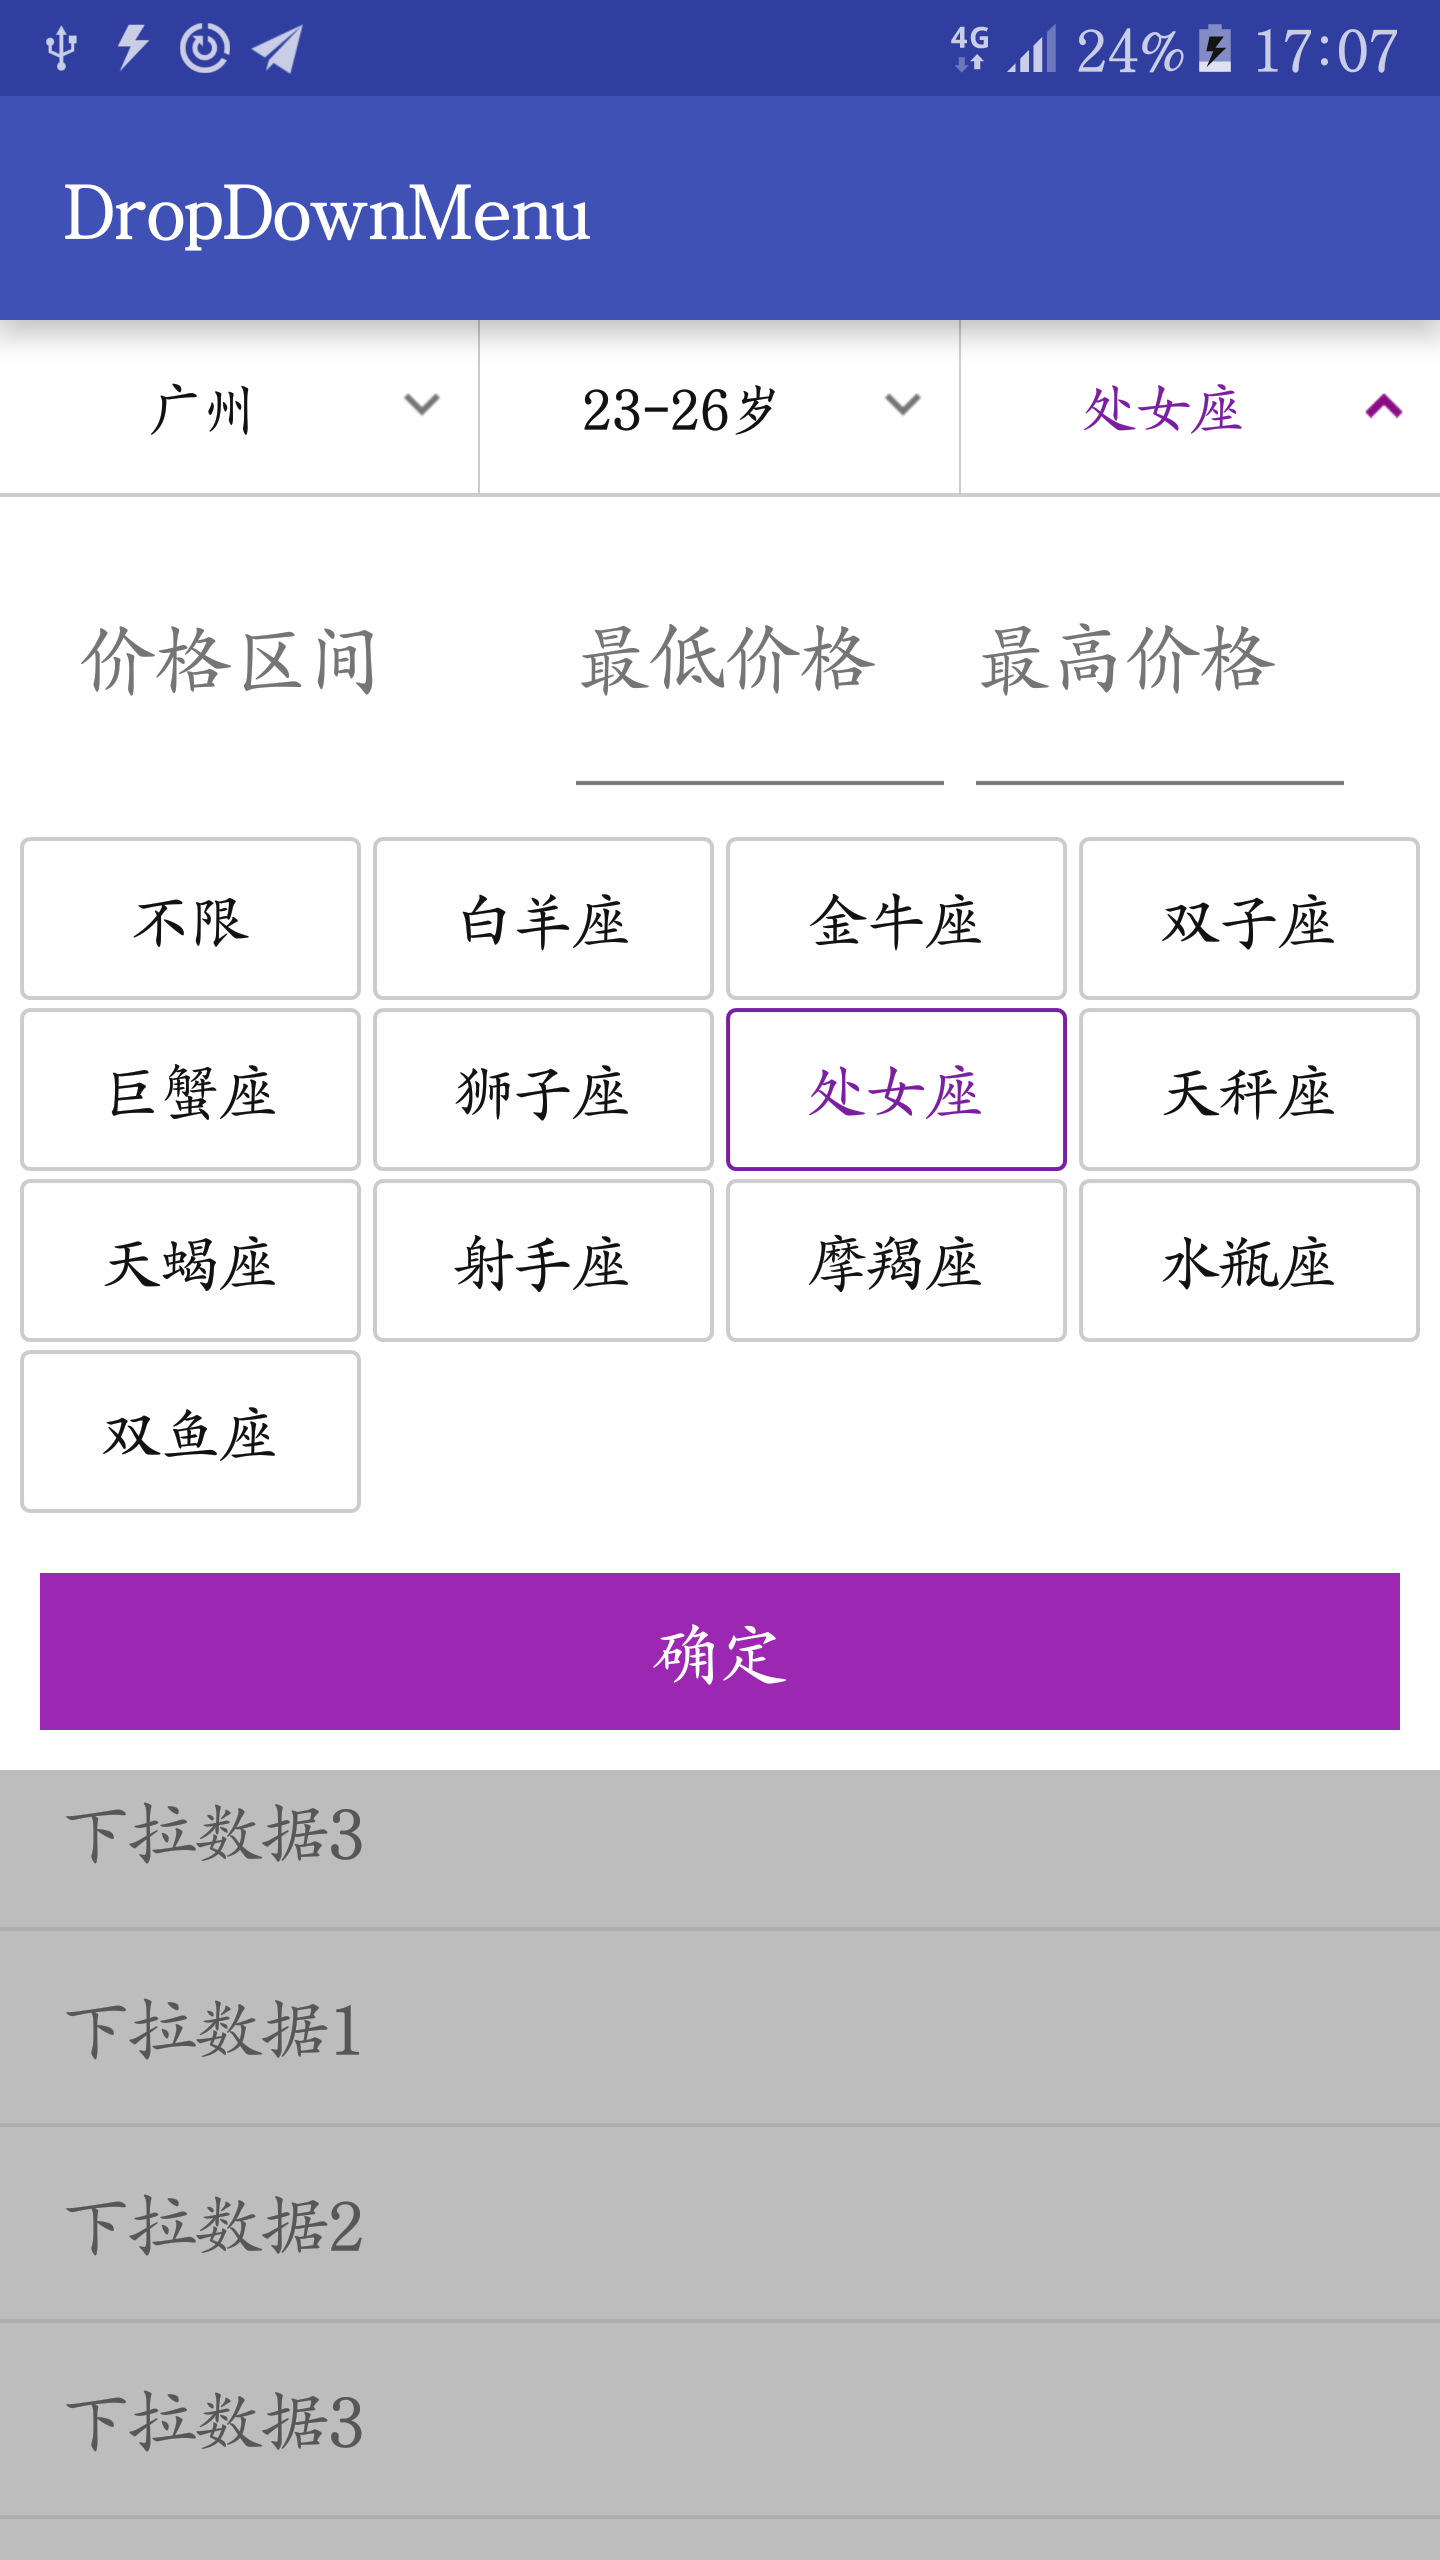 4G 24% 17:07
DropDownMenu
广州 23-26岁 处女座
价格区间 最低价格 最高价格
不限 白羊座 金牛座 双子座
巨蟹座 狮子座 处女座 天秤座
天蝎座 射手座 摩羯座 水瓶座
双鱼座
确定
下拉数据3
下拉数据1
下拉数据2
下拉数据3